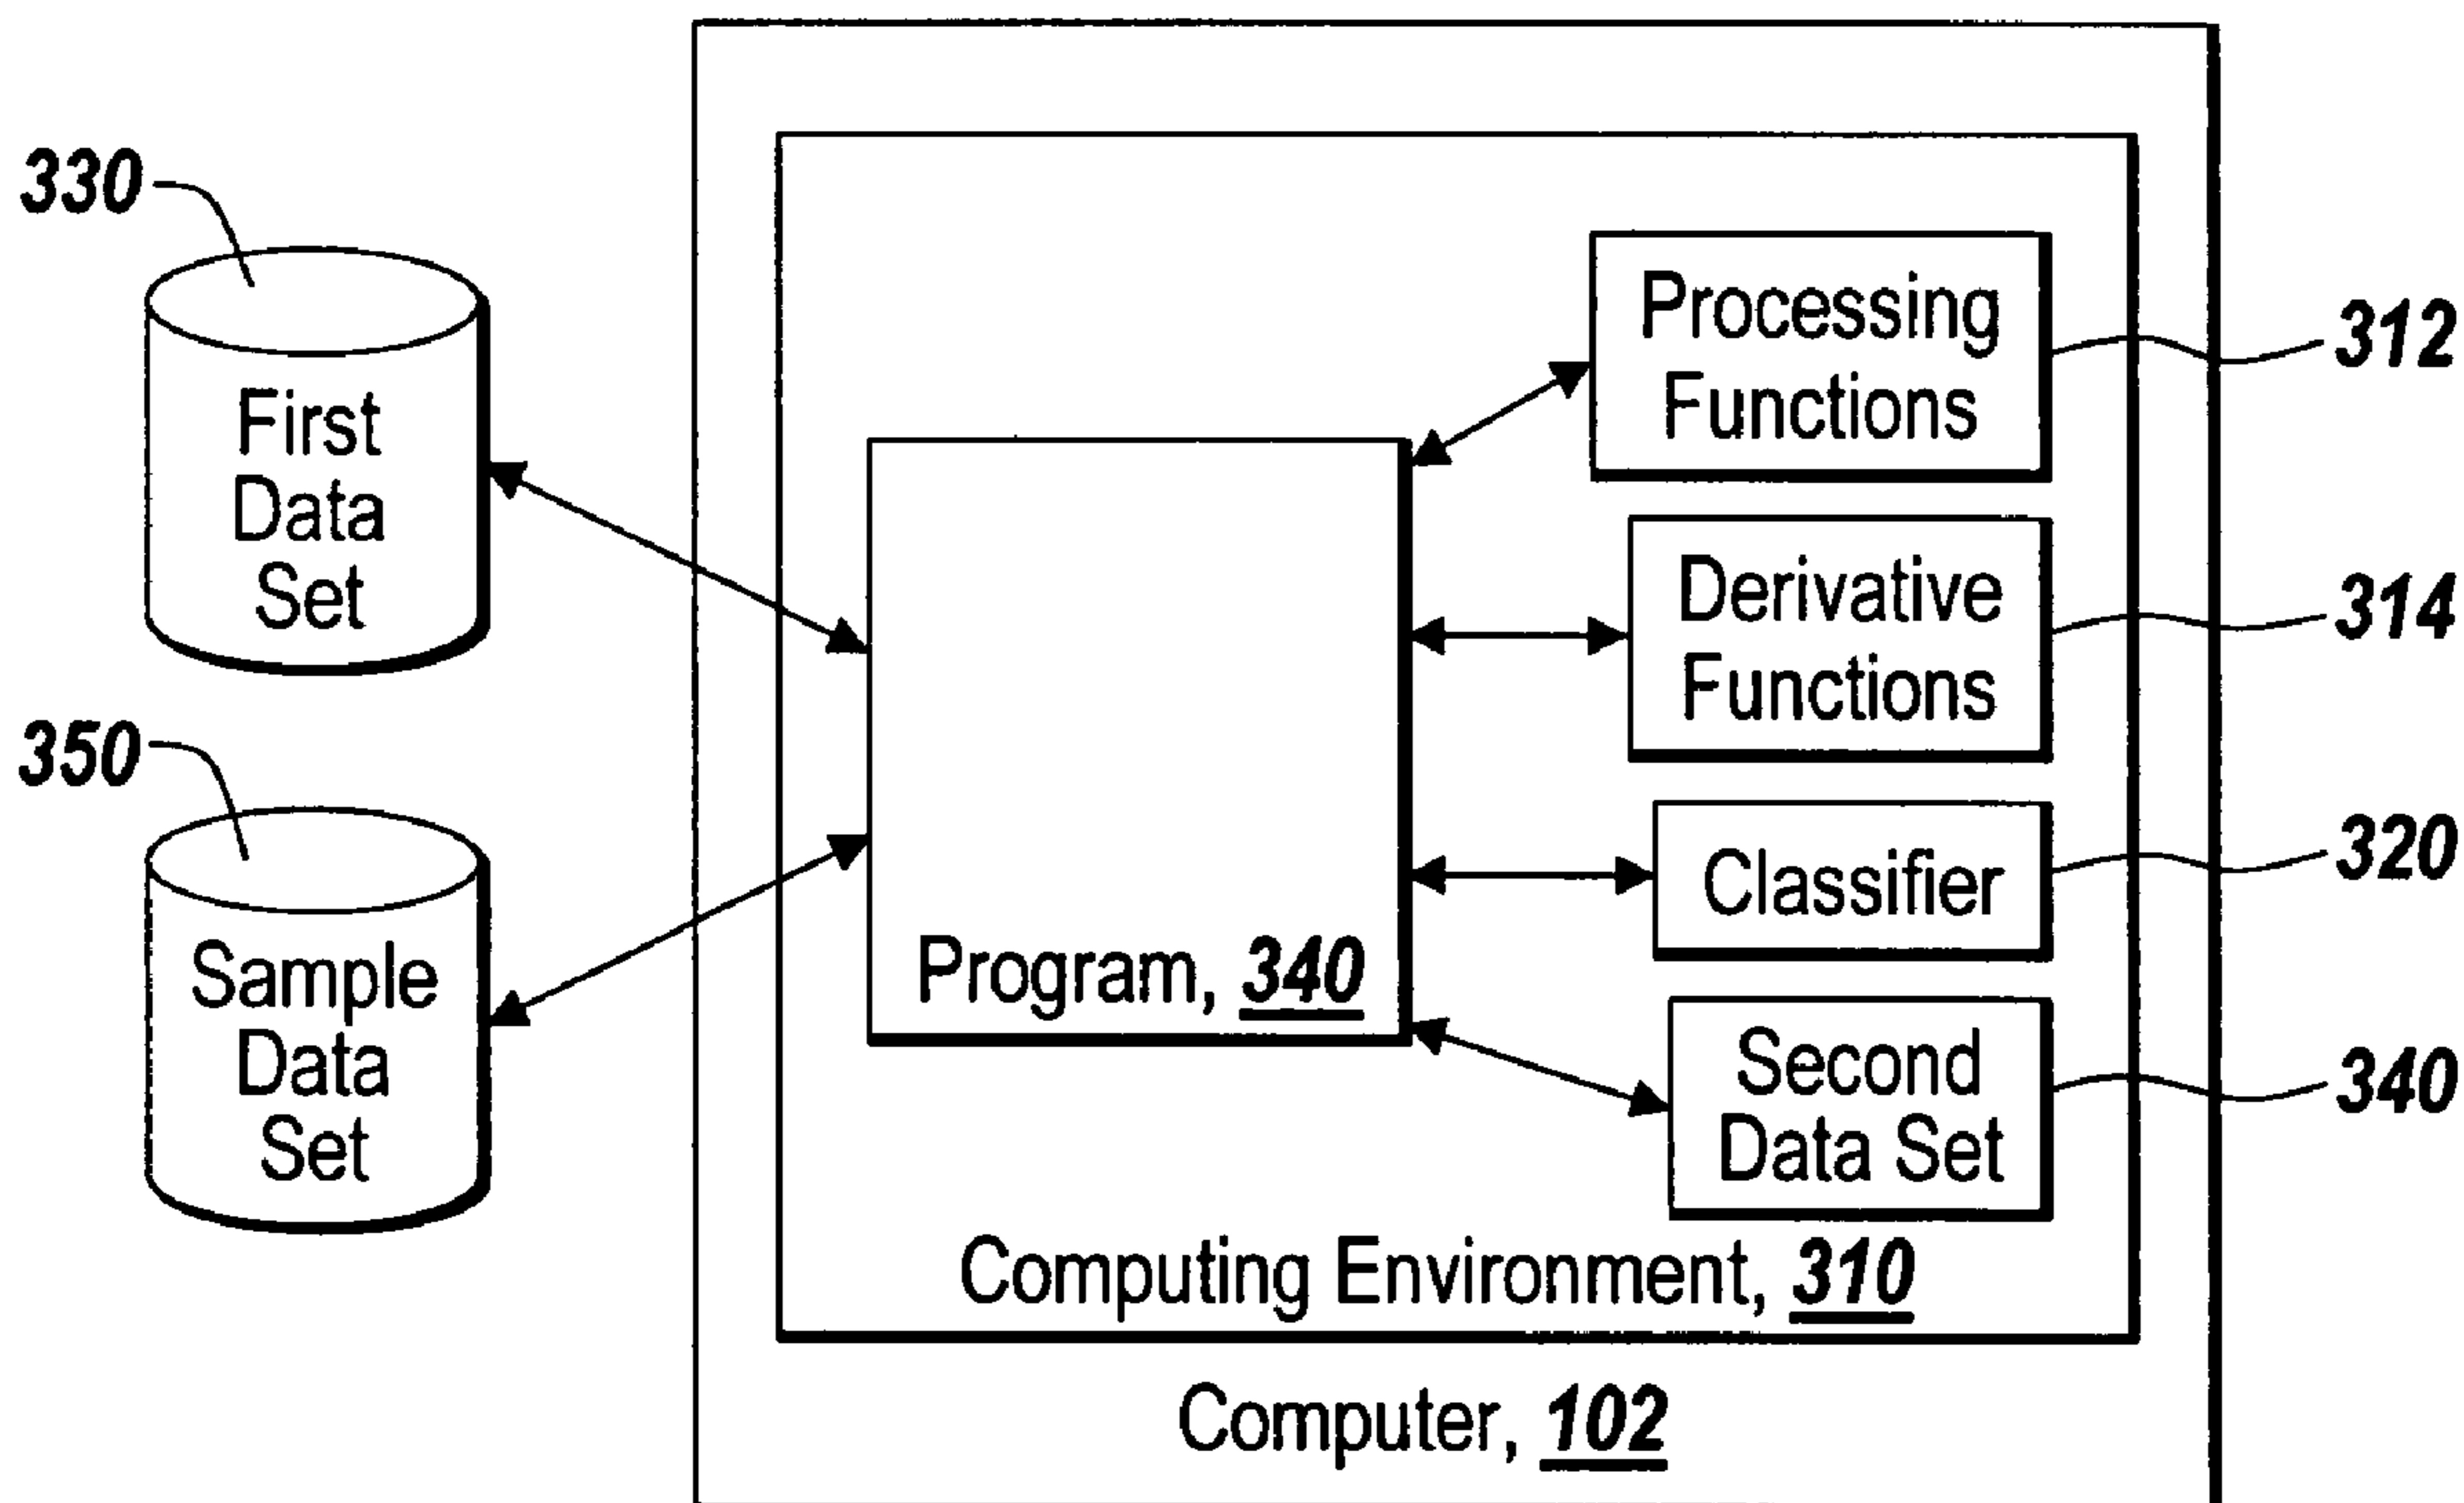 330
First
Data
Set
350
Sample
Data
Set
Processing
Functions
312
Derivative
Functions
314
Classifier
320
Second
Data Set
340
Program, 340
Computing Environment, 310
Computer, 102